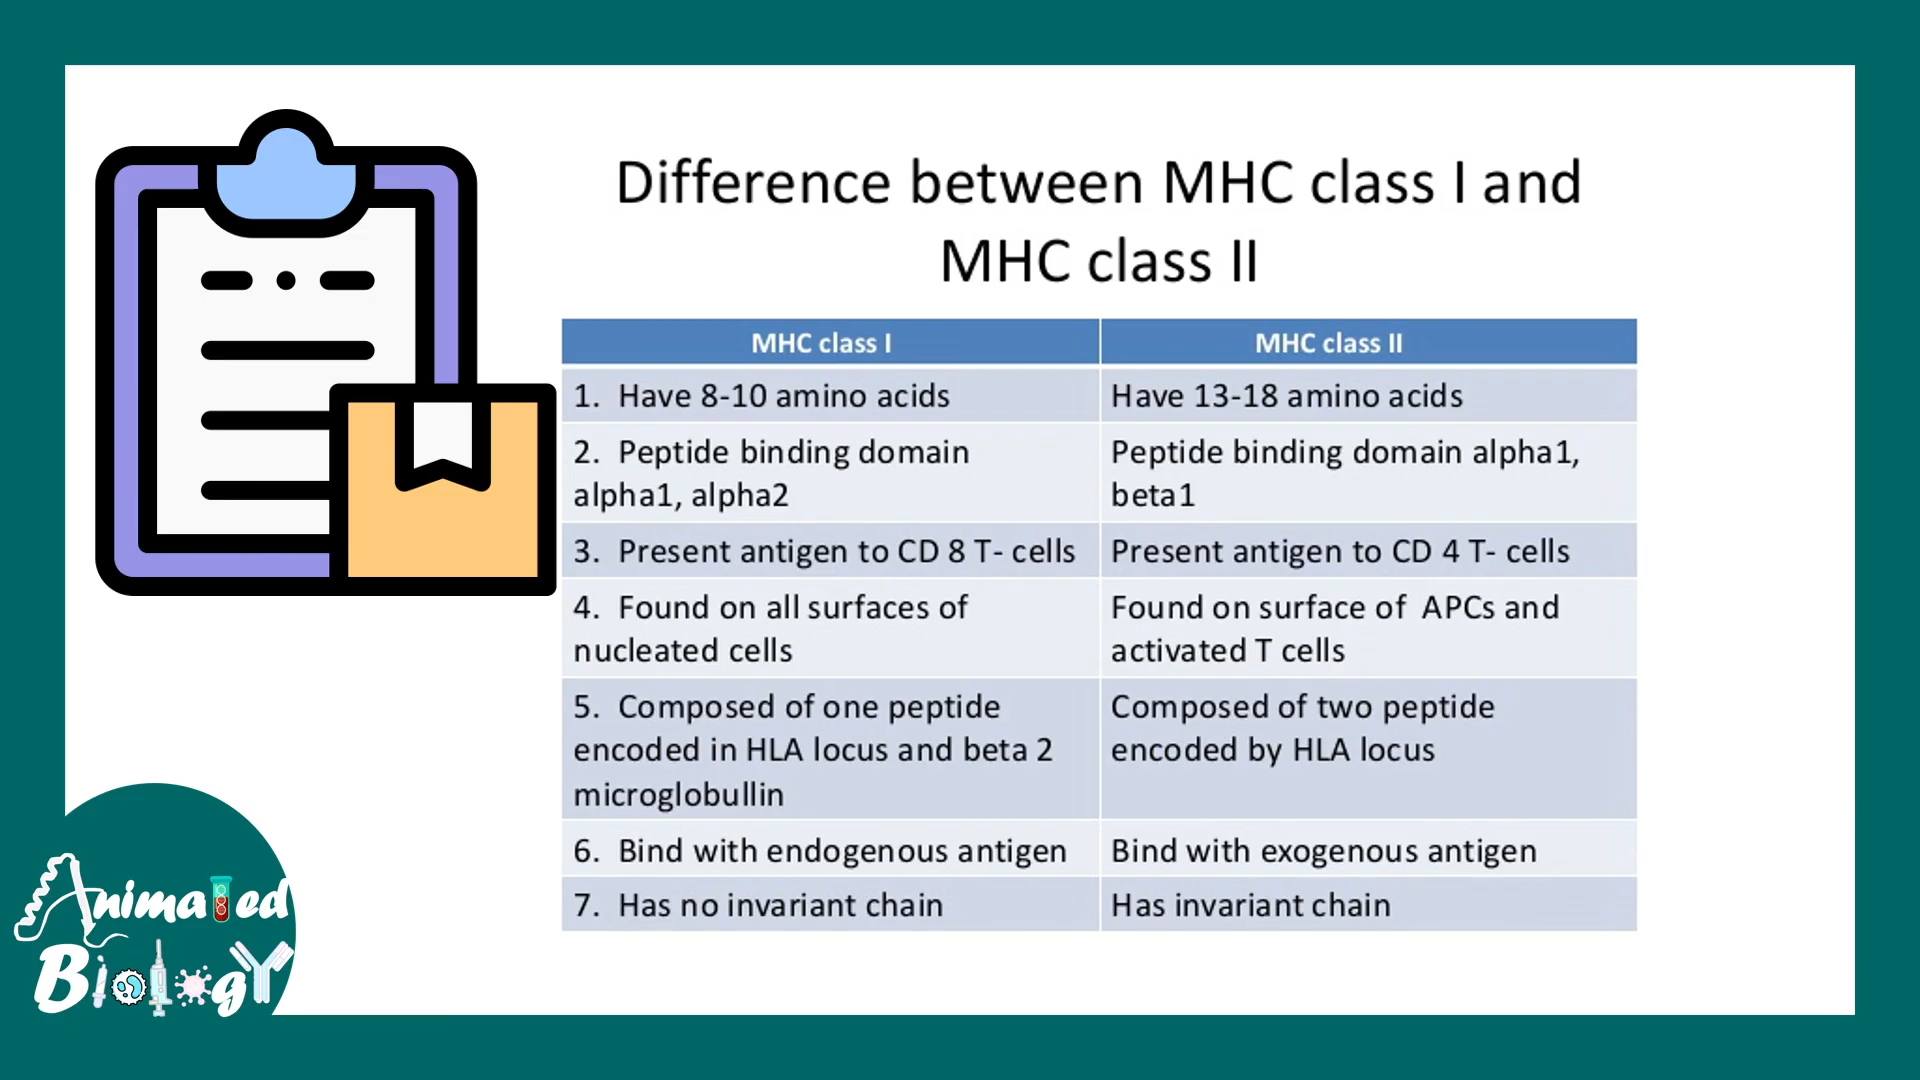 Difference between MHC class I and
MHC class II
MHC class I
MHC class II
1. Have 8-10 amino acids
Have 13-18 amino acids
2. Peptide binding domain
alpha1, alpha2
Peptide binding domain alpha1,
beta1
3. Present antigen to CD 8 T- cells
Present antigen to CD 4 T- cells
4. Found on all surfaces of
nucleated cells
Found on surface of APCs and
activated T cells
5. Composed of one peptide
encoded in HLA locus and beta 2
microglobullin
Composed of two peptide
encoded by HLA locus
6. Bind with endogenous antigen
Bind with exogenous antigen
7. Has no invariant chain
Has invariant chain
Animated
Biology